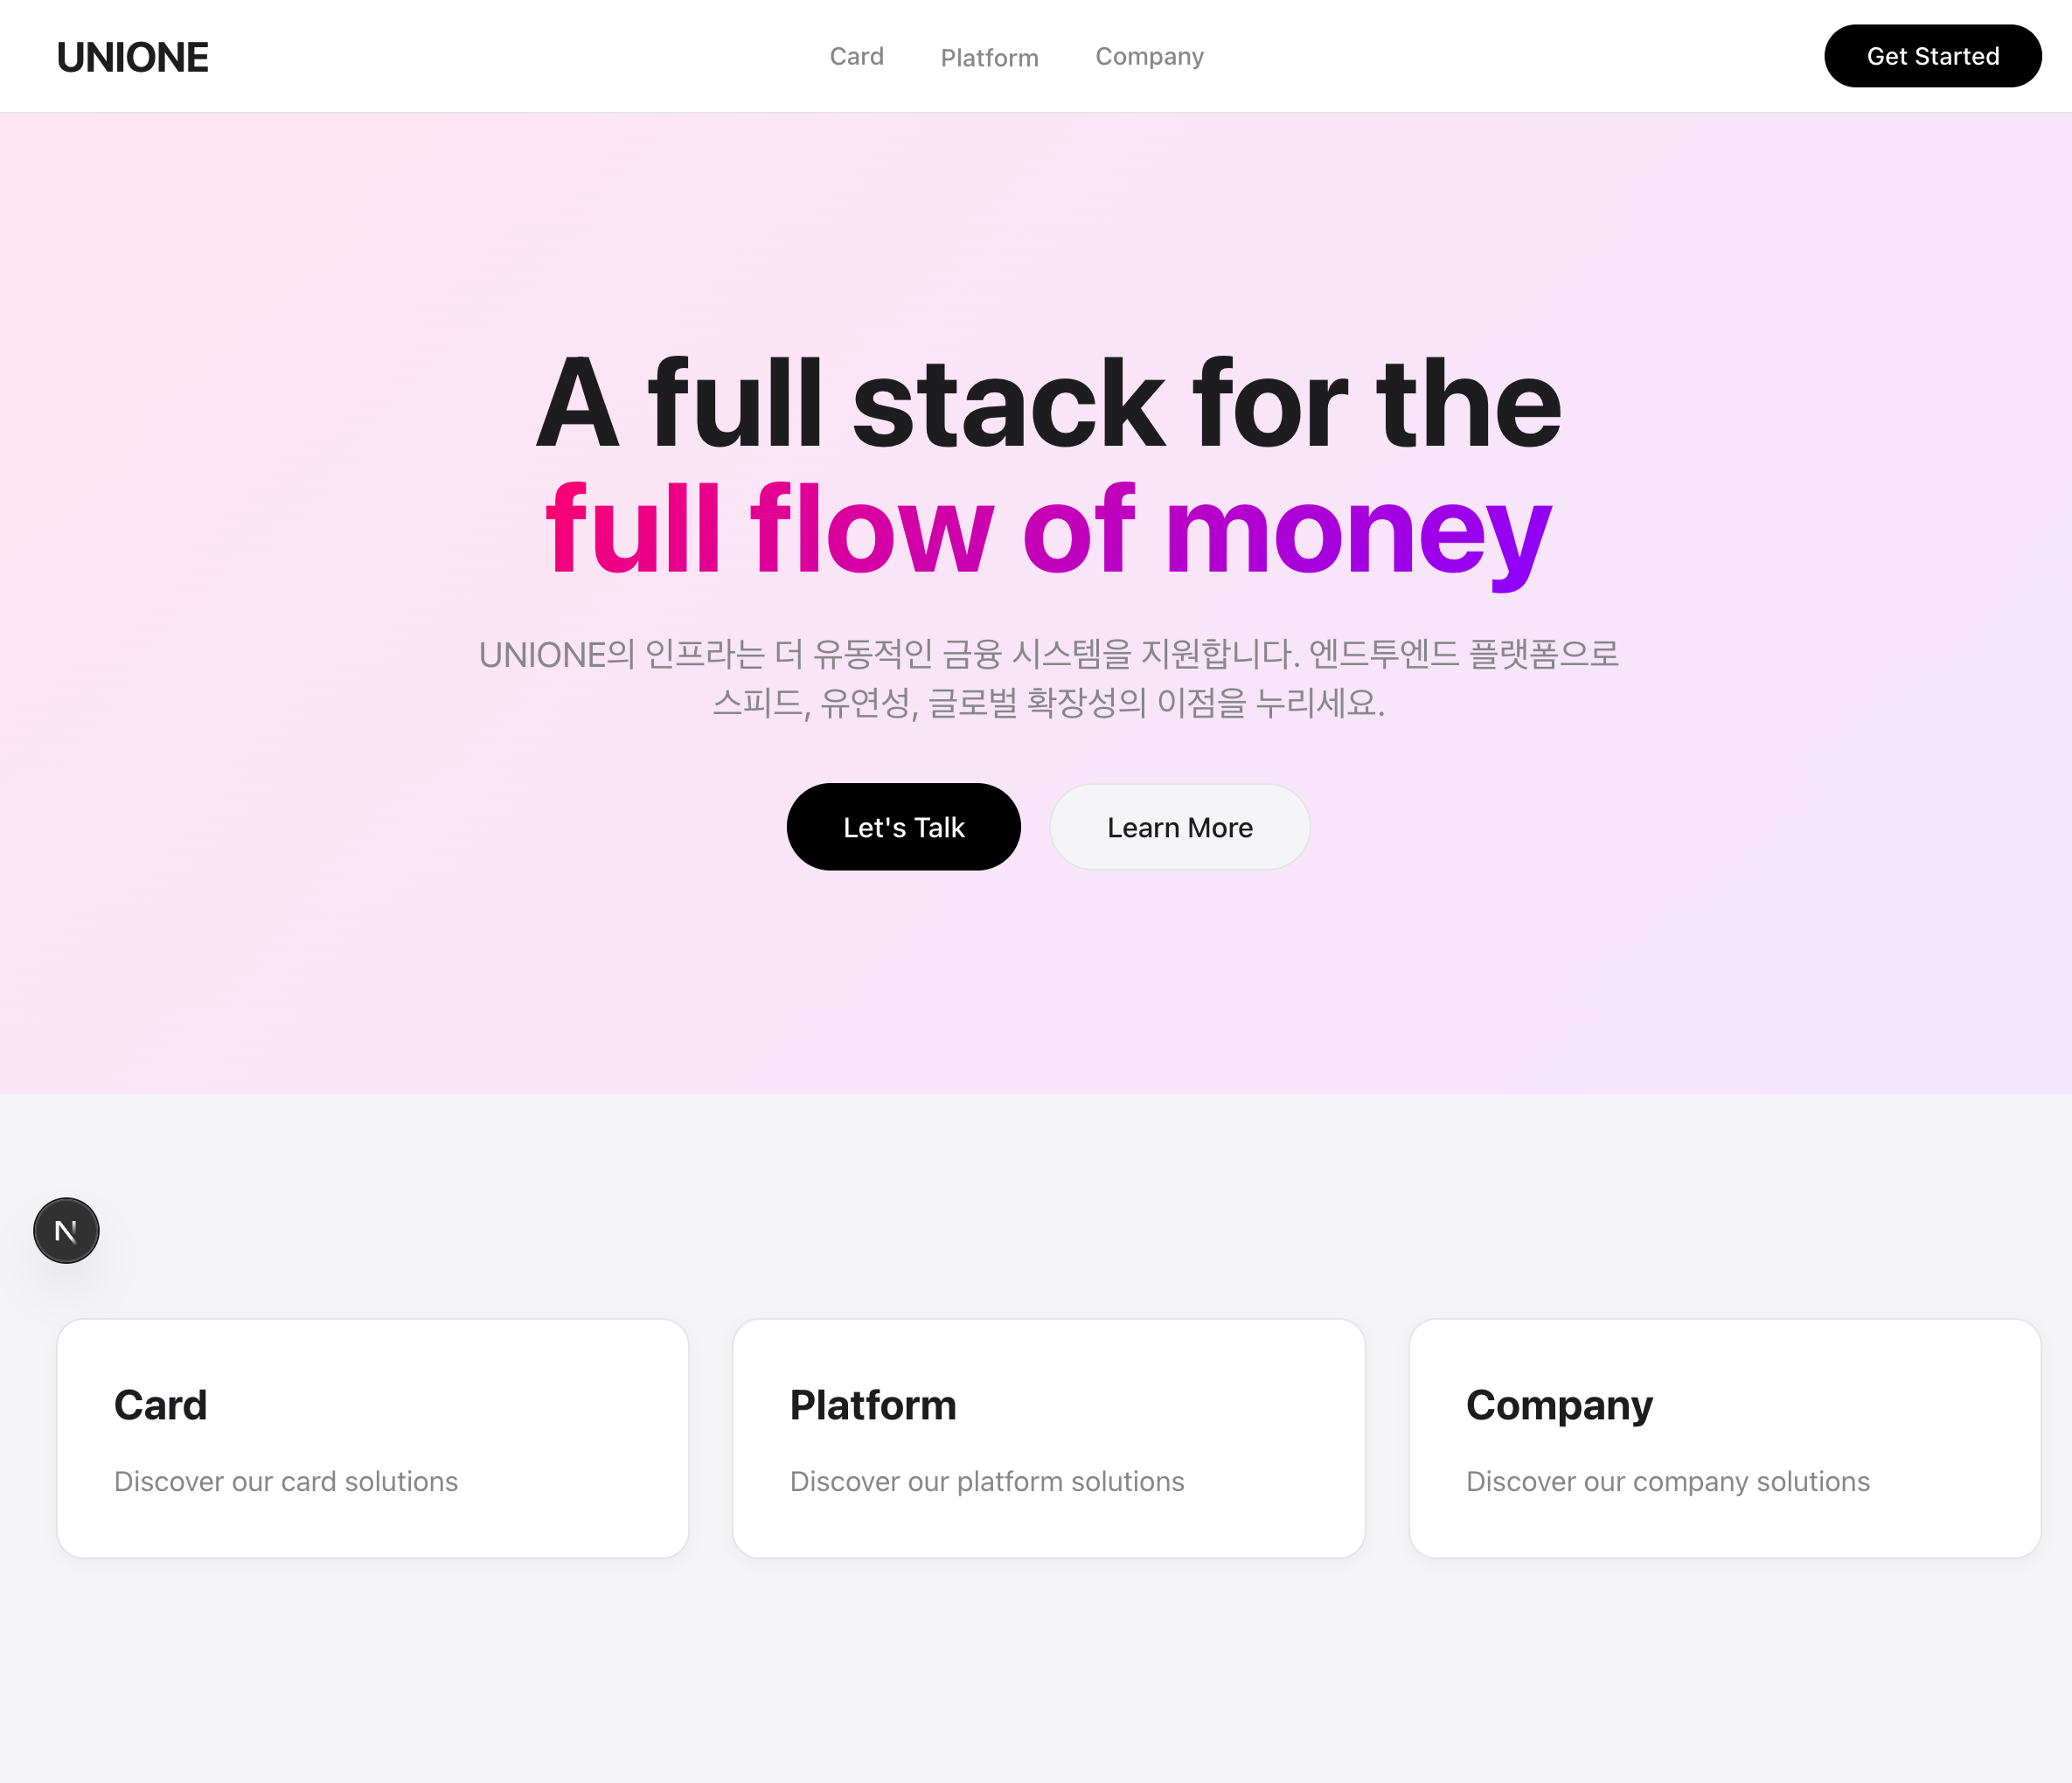 UNIONE
Card
Platform
Company
Get Started
A full stack for the
full flow of money
UNIONE의 인프라는 더 유동적인 금융 시스템을 지원합니다. 엔드투엔드 플랫폼으로
스피드, 유연성, 글로벌 확장성의 이점을 누리세요.
Let's Talk
Learn More
N
Card
Discover our card solutions
Platform
Discover our platform solutions
Company
Discover our company solutions